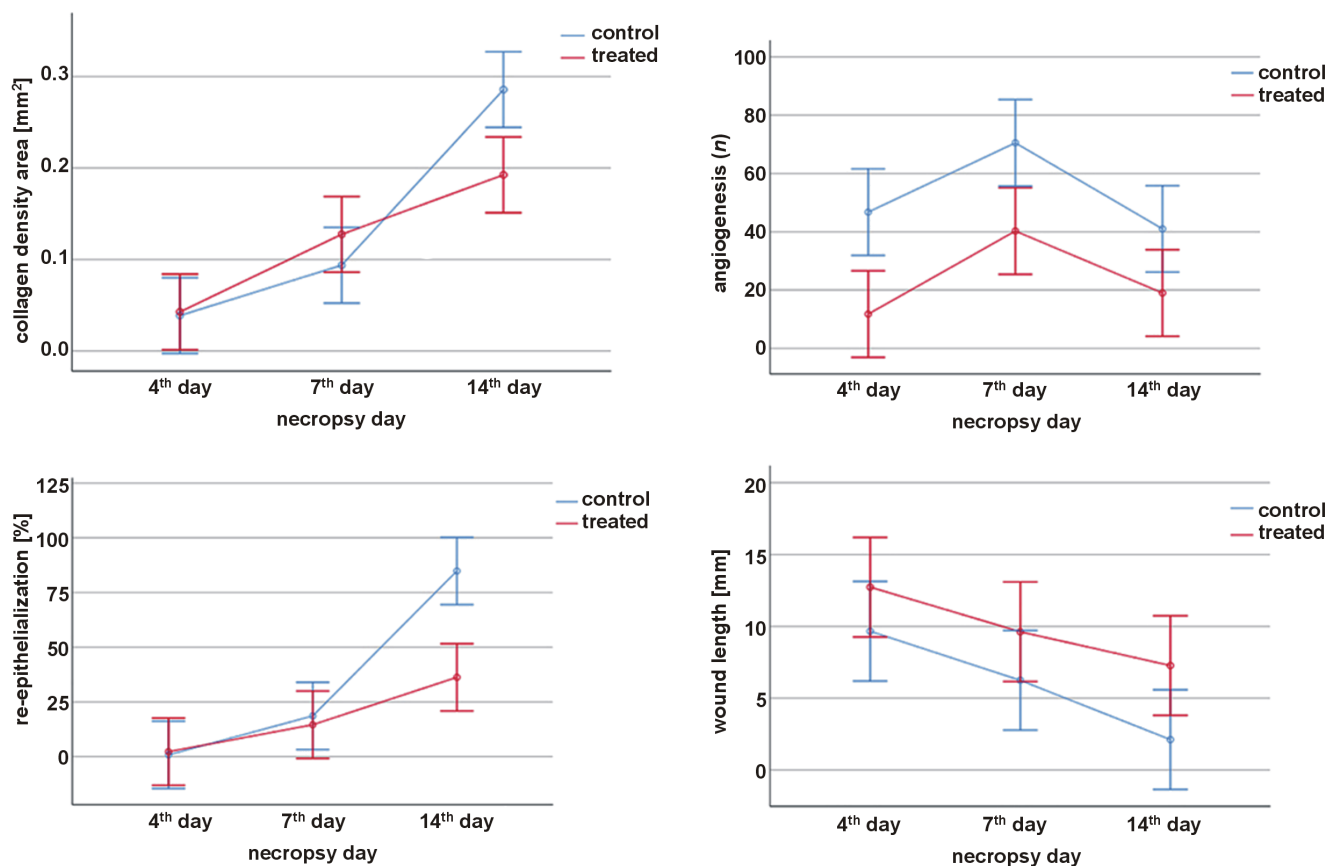 collagen density area [mm²]
0.3
0.2
0.1
0.0
control
treated
4th day
7th day
14th day
necropsy day
angiogenesis (n)
100
80
60
40
20
0
control
treated
4th day
7th day
14th day
necropsy day
re-epithelialization [%]
125
100
75
50
25
0
control
treated
4th day
7th day
14th day
necropsy day
wound length [mm]
20
15
10
5
0
control
treated
4th day
7th day
14th day
necropsy day